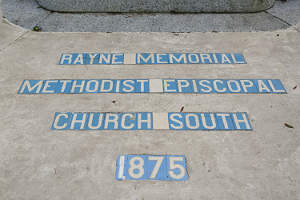 RAYNE MEMORIAL
METHODIST EPISCOPAL
CHURCH SOUTH
1875